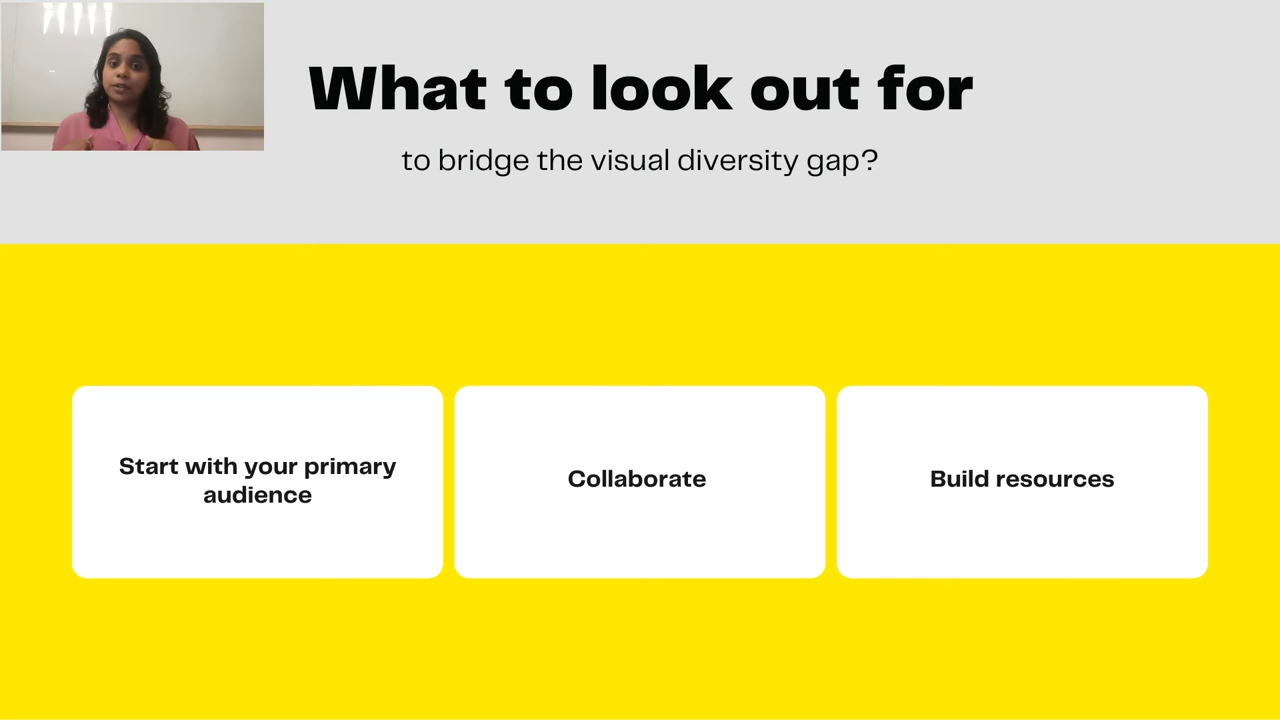 What to look out for
to bridge the visual diversity gap?
Start with your primary
audience
Collaborate
Build resources